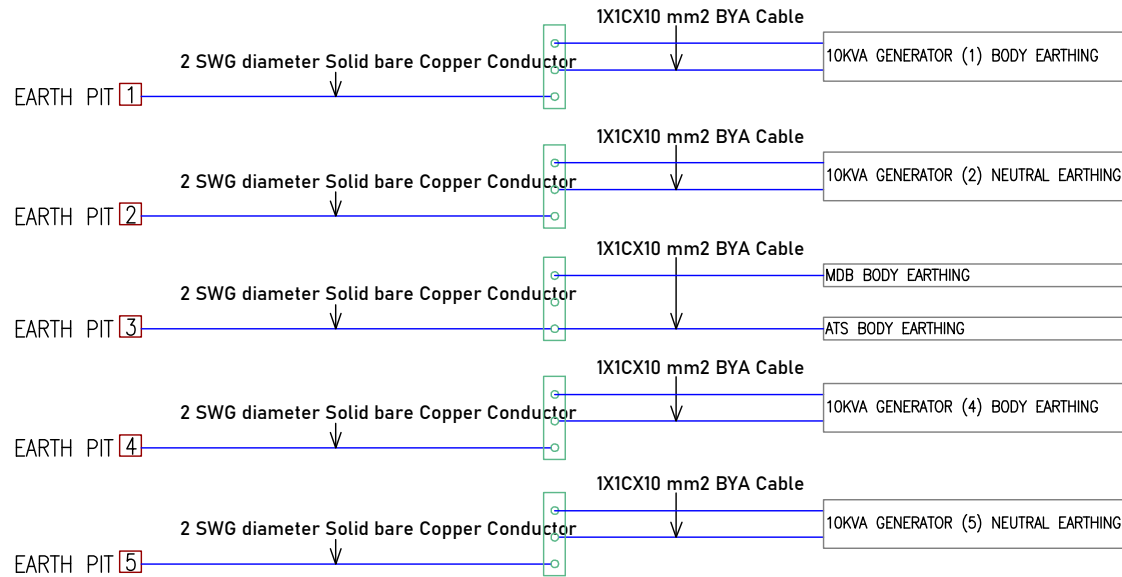 1X1CX10 mm2 BYA Cable
2 SWG diameter Solid bare Copper Conductor
10KVA GENERATOR (1) BODY EARTHING
EARTH PIT 1
1X1CX10 mm2 BYA Cable
2 SWG diameter Solid bare Copper Conductor
10KVA GENERATOR (2) NEUTRAL EARTHING
EARTH PIT 2
1X1CX10 mm2 BYA Cable
MDB BODY EARTHING
2 SWG diameter Solid bare Copper Conductor
EARTH PIT 3
ATS BODY EARTHING
1X1CX10 mm2 BYA Cable
2 SWG diameter Solid bare Copper Conductor
10KVA GENERATOR (4) BODY EARTHING
EARTH PIT 4
1X1CX10 mm2 BYA Cable
2 SWG diameter Solid bare Copper Conductor
10KVA GENERATOR (5) NEUTRAL EARTHING
EARTH PIT 5